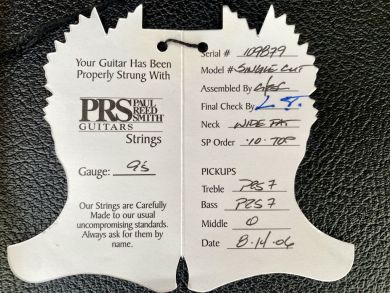 Your Guitar Has Been
Properly Strung With
PRS PAUL REED SMITH
GUITARS
Strings
Gauge: 9s
Our Strings are Carefully
Made to our usual
uncompromising standards.
Always ask for them by
name.
Serial # 109879
Model # SINGLE CUT
Assembled By
Final Check By L.T.
Neck WIDE FAT
SP Order 10 TOP
PICKUPS
Treble PRS 7
Bass PRS 7
Middle 0
Date 8.14.06